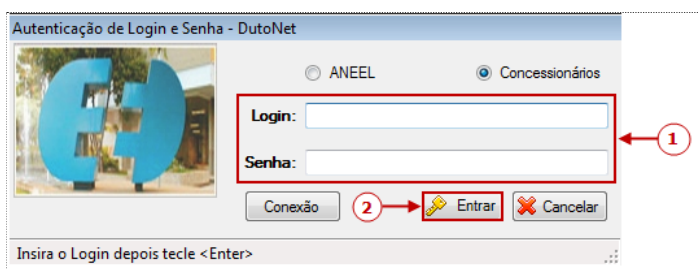 Autenticação de Login e Senha - DutoNet
ANEEL Concessionários
Login:
1
Senha:
Conexão 2 Entrar Cancelar
Insira o Login depois tecle <Enter>